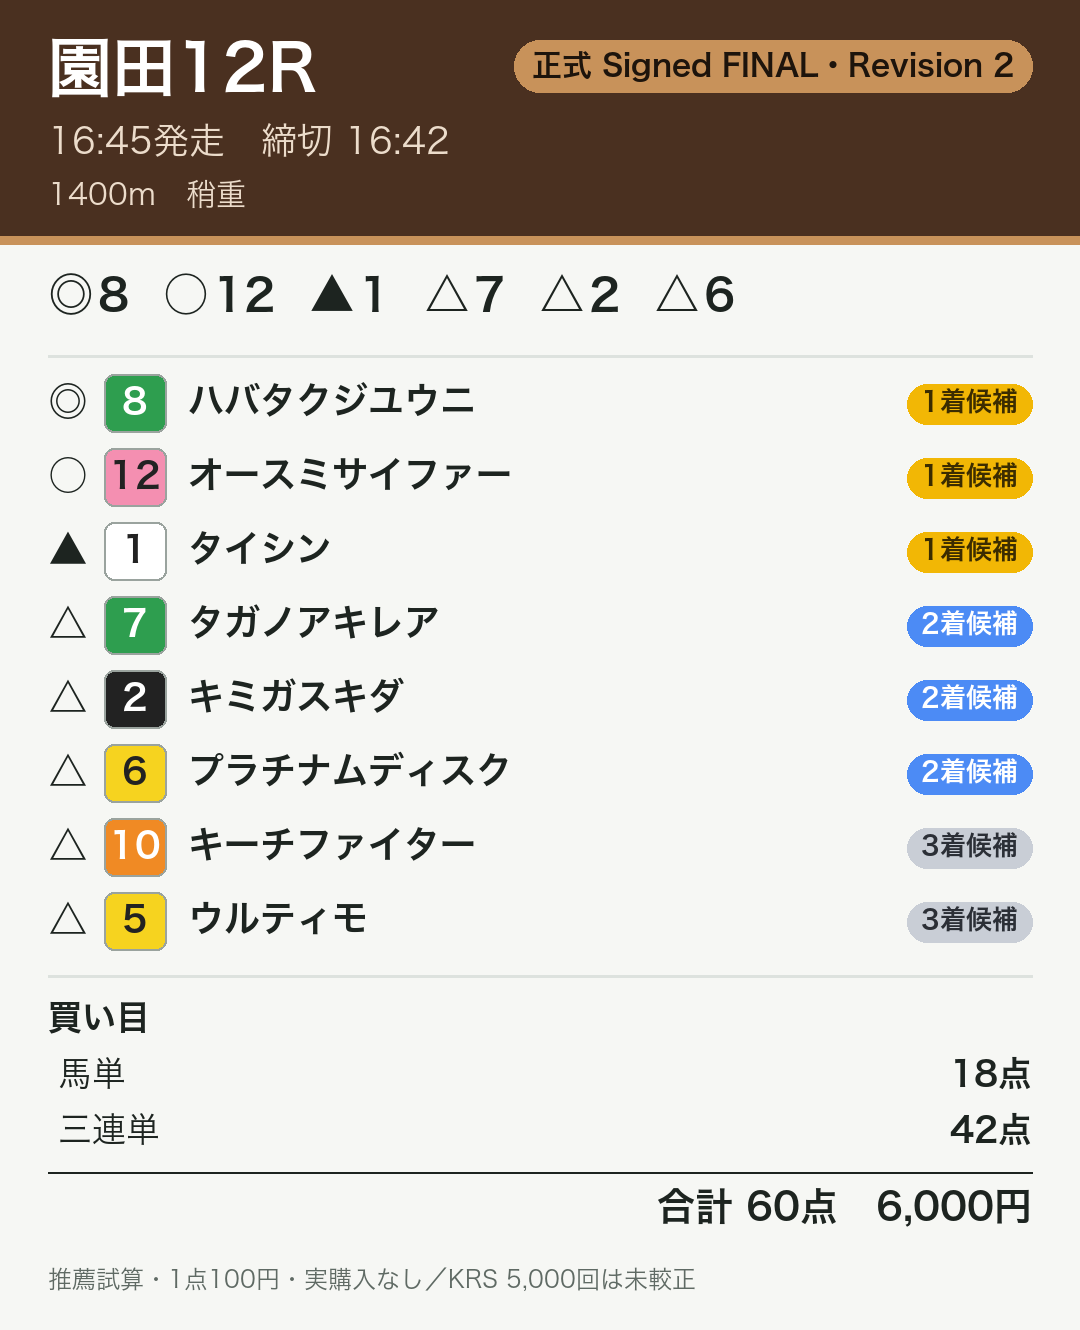 園田12R
正式 Signed FINAL・Revision 2
16:45発走　締切 16:42
1400m　稍重
◎8 ○12 ▲1 △7 △2 △6
◎ 8 ハバタクジユウニ 1着候補
○ 12 オースミサイファー 1着候補
▲ 1 タイシン 1着候補
△ 7 タガノアキレア 2着候補
△ 2 キミガスキダ 2着候補
△ 6 プラチナムディスク 2着候補
△ 10 キーチファイター 3着候補
△ 5 ウルティモ 3着候補
買い目
馬単 18点
三連単 42点
合計 60点　6,000円
推薦試算・1点100円・実購入なし／KRS 5,000回は未較正